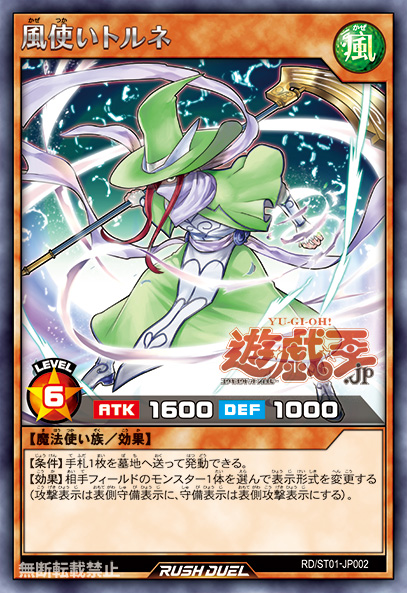 風使いトルネ
風
YU-GI-OH!
遊戯王.jp
LEVEL
6
ATK 1600 DEF 1000
【魔法使い族／効果】
【条件】手札1枚を墓地へ送って発動できる。
【効果】相手フィールドのモンスター1体を選んで表示形式を変更する
(攻撃表示は表側守備表示に、守備表示は表側攻撃表示にする)。
無断転載禁止
RUSH DUEL
RD/ST01-JP002